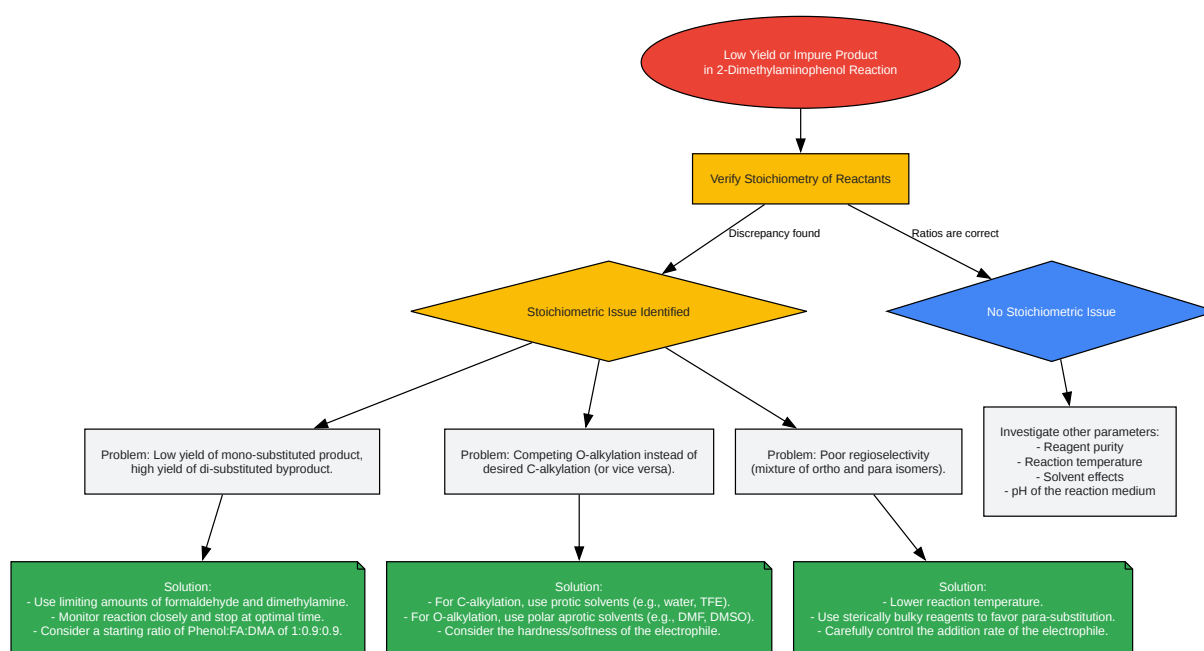 Low Yield or Impure Product
in 2-Dimethylaminophenol Reaction
Verify Stoichiometry of Reactants
Discrepancy found
Ratios are correct
Stoichiometric Issue Identified
No Stoichiometric Issue
Problem: Low yield of mono-substituted product,
high yield of di-substituted byproduct.
Problem: Competing O-alkylation instead of
desired C-alkylation (or vice versa).
Problem: Poor regioselectivity
(mixture of ortho and para isomers).
Investigate other parameters:
- Reagent purity
- Reaction temperature
- Solvent effects
- pH of the reaction medium
Solution:
- Use limiting amounts of formaldehyde and dimethylamine.
- Monitor reaction closely and stop at optimal time.
- Consider a starting ratio of Phenol:FA:DMA of 1:0.9:0.9.
Solution:
- For C-alkylation, use protic solvents (e.g., water, TFE).
- For O-alkylation, use polar aprotic solvents (e.g., DMF, DMSO).
- Consider the hardness/softness of the electrophile.
Solution:
- Lower reaction temperature.
- Use sterically bulky reagents to favor para-substitution.
- Carefully control the addition rate of the electrophile.